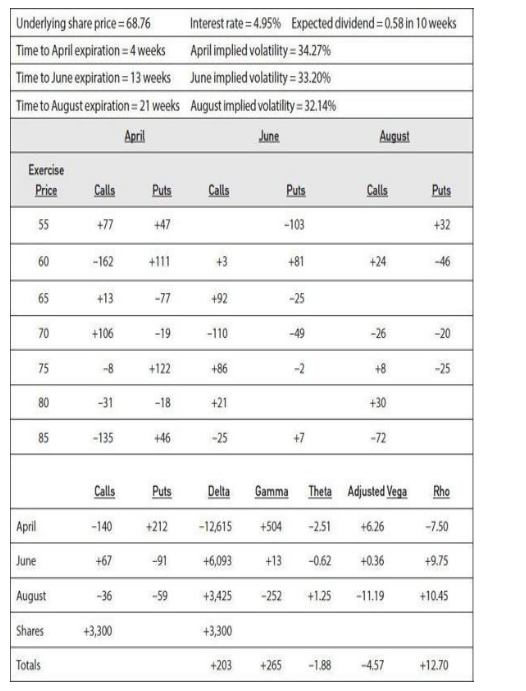 Underlying share price = 68.76 Interest rate = 4.95% Expected dividend = 0.58 in 10 weeks
Time to April expiration = 4 weeks April implied volatility = 34.27%
Time to June expiration = 13 weeks June implied volatility = 33.20%
Time to August expiration = 21 weeks August implied volatility = 32.14%
April June August
Exercise
Price Calls Puts Calls Puts Calls Puts
55 +77 +47 −103 +32
60 −162 +111 +3 +81 +24 −46
65 +13 −77 +92 −25
70 +106 −19 −110 −49 −26 −20
75 −8 +122 +86 −2 +8 −25
80 −31 −18 +21 +30
85 −135 +46 −25 +7 −72
Calls Puts Delta Gamma Theta Adjusted Vega Rho
April −140 +212 −12,615 +504 −2.51 +6.26 −7.50
June +67 −91 +6,093 +13 −0.62 +0.36 +9.75
August −36 −59 +3,425 −252 +1.25 −11.19 +10.45
Shares +3,300 +3,300
Totals +203 +265 −1.88 −4.57 +12.70